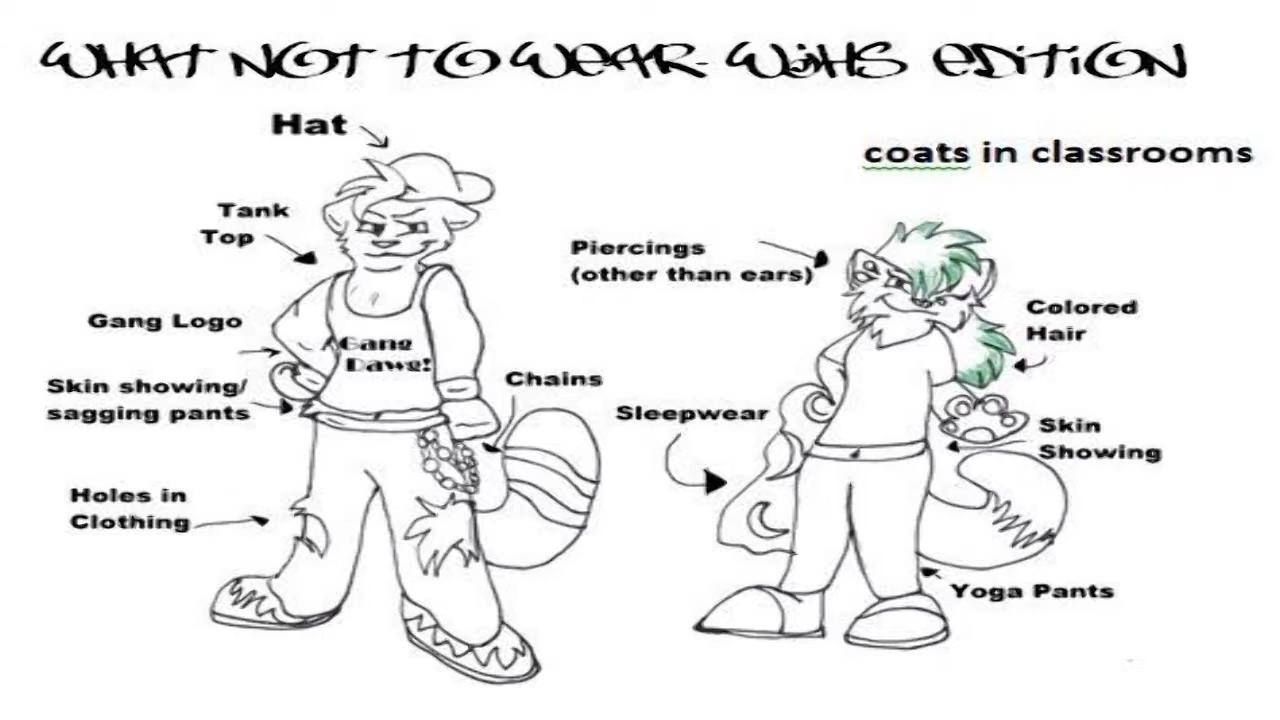 WHAT NOT TO WEAR- WJHS EDITION
Hat
coats in classrooms
Tank
Top
Gang Logo
Gang
Dawg!
Skin showing/
sagging pants
Holes in
Clothing
Chains
Piercings
(other than ears)
Colored
Hair
Sleepwear
Skin
Showing
Yoga Pants